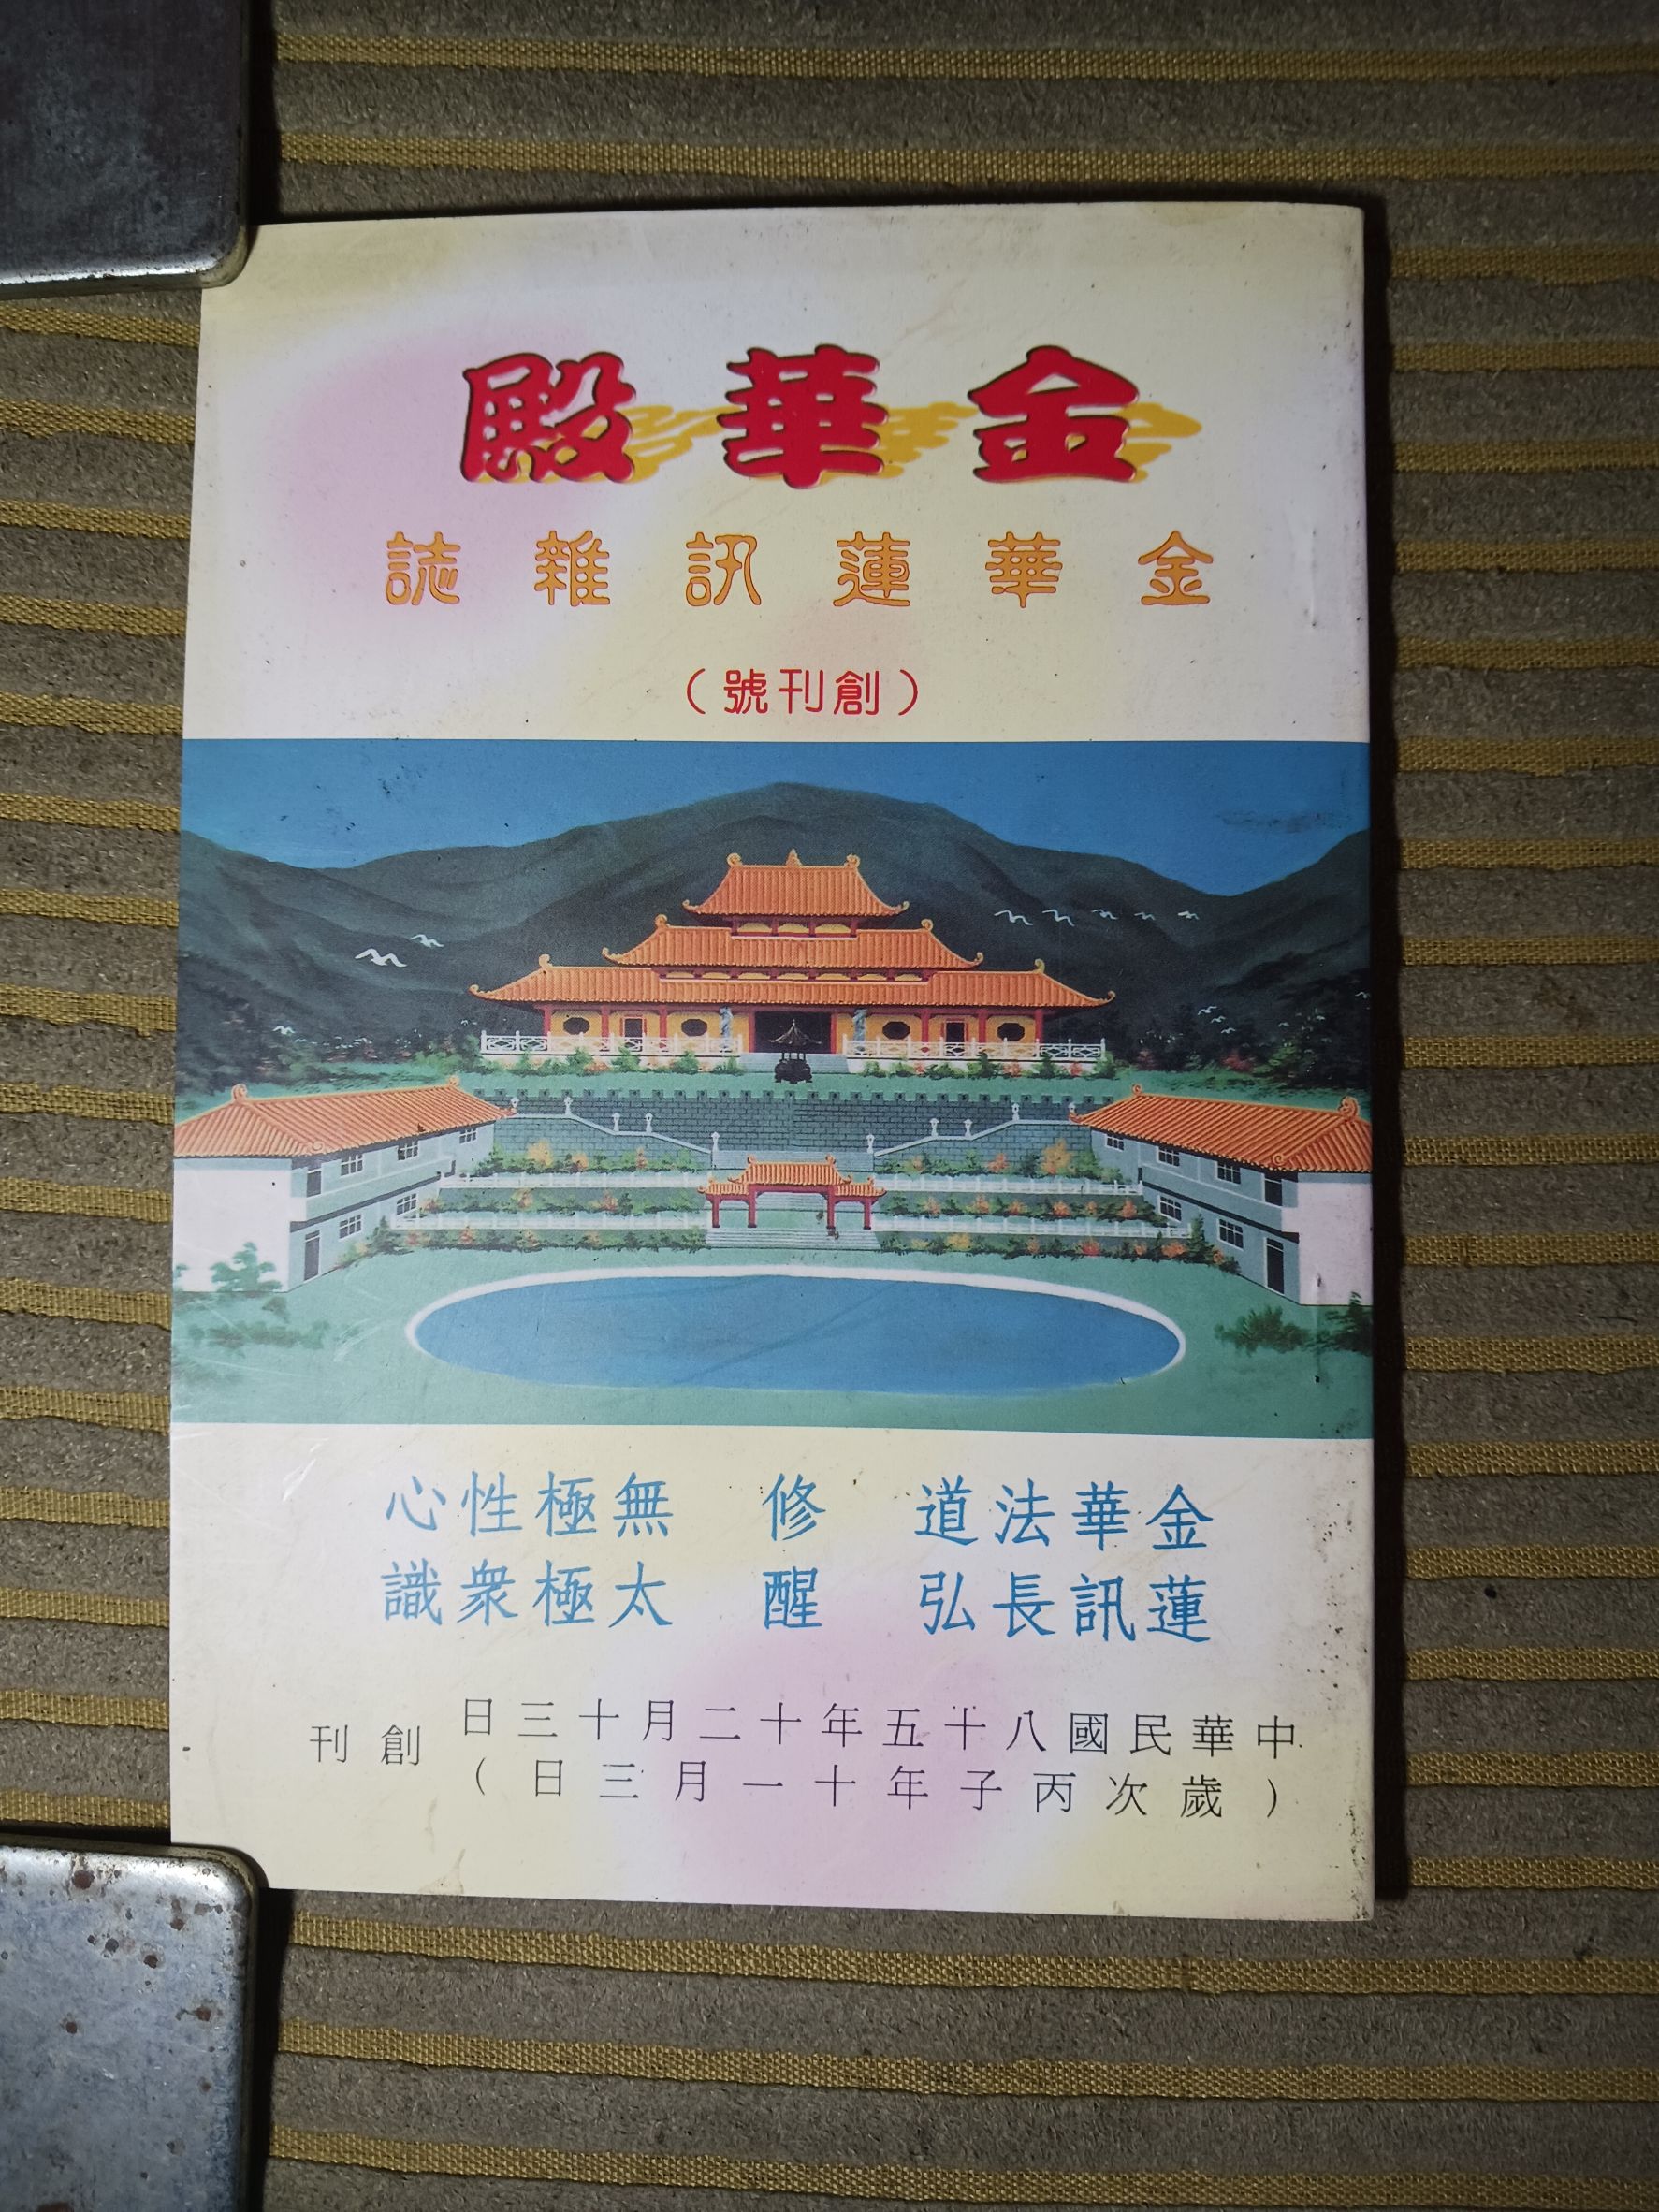 金華殿
金華蓮訊雜誌
（創刊號）
金華法道 修 無極性心
蓮訊長弘 醒 太極衆識
中華民國八十五年十二月十三日
（歲次丙子年十一月三日）
創刊